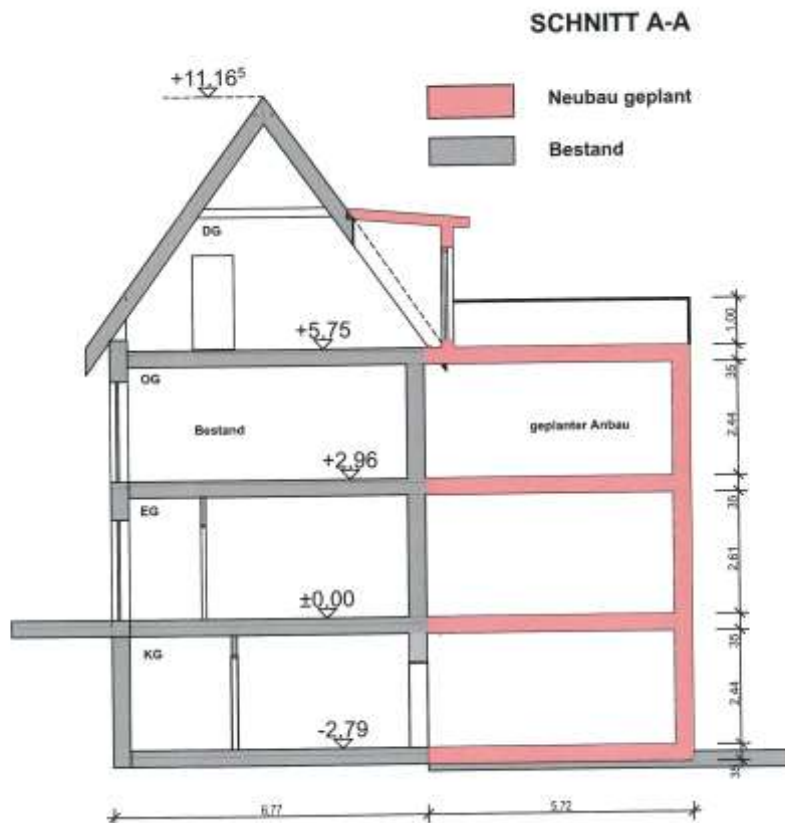 SCHNITT A-A
+11,16⁵
Neubau geplant
Bestand
DG
+5,75
1,00
OG
35
Bestand
geplanter Anbau
2,44
+2,96
EG
35
2,61
±0,00
KG
35
2,44
-2,79
35
6,77
5,72